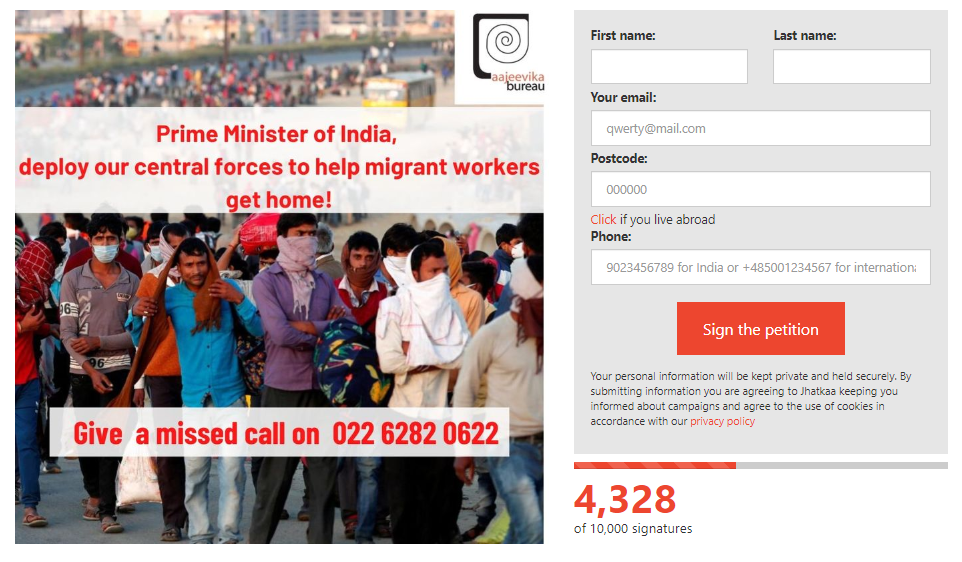 aajeevika
bureau
Prime Minister of India,
deploy our central forces to help migrant workers
get home!
96
96
Give a missed call on 022 6282 0622
First name:
Last name:
Your email:
qwerty@mail.com
Postcode:
000000
Click if you live abroad
Phone:
9023456789 for India or +485001234567 for internationa
Sign the petition
Your personal information will be kept private and held securely. By
submitting information you are agreeing to Jhatkaa keeping you
informed about campaigns and agree to the use of cookies in
accordance with our privacy policy
4,328
of 10,000 signatures